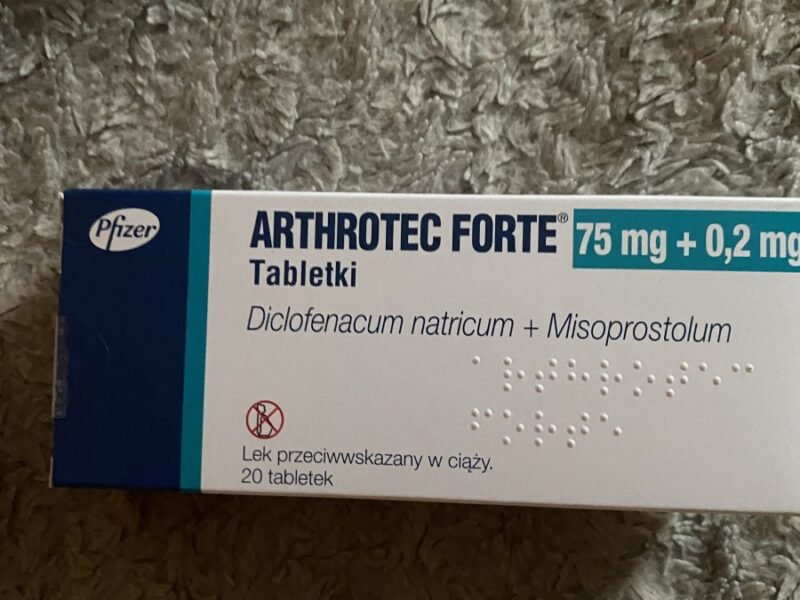 Pfizer
ARTHROTEC FORTE® 75 mg + 0,2 mg
Tabletki
Diclofenacum natricum + Misoprostolum
Lek przeciwwskazany w ciąży.
20 tabletek